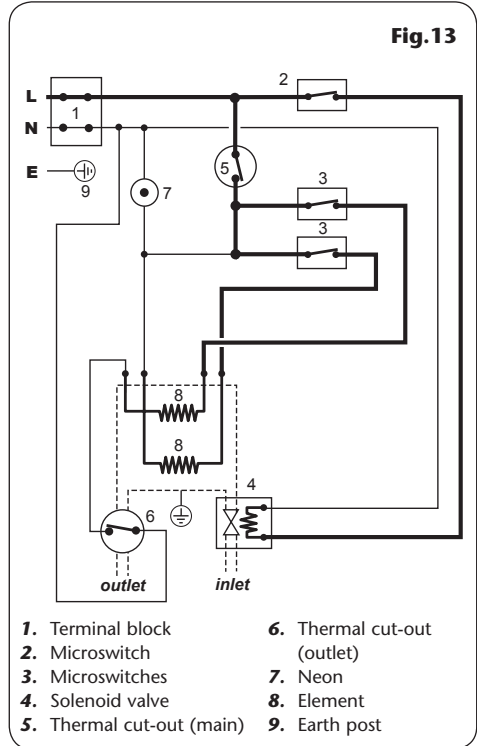 Fig.13
2
L
1
N
5
E
9
7
3
3
8
8
4
6
outlet
inlet
1. Terminal block
2. Microswitch
3. Microswitches
4. Solenoid valve
5. Thermal cut-out (main)
6. Thermal cut-out
(outlet)
7. Neon
8. Element
9. Earth post